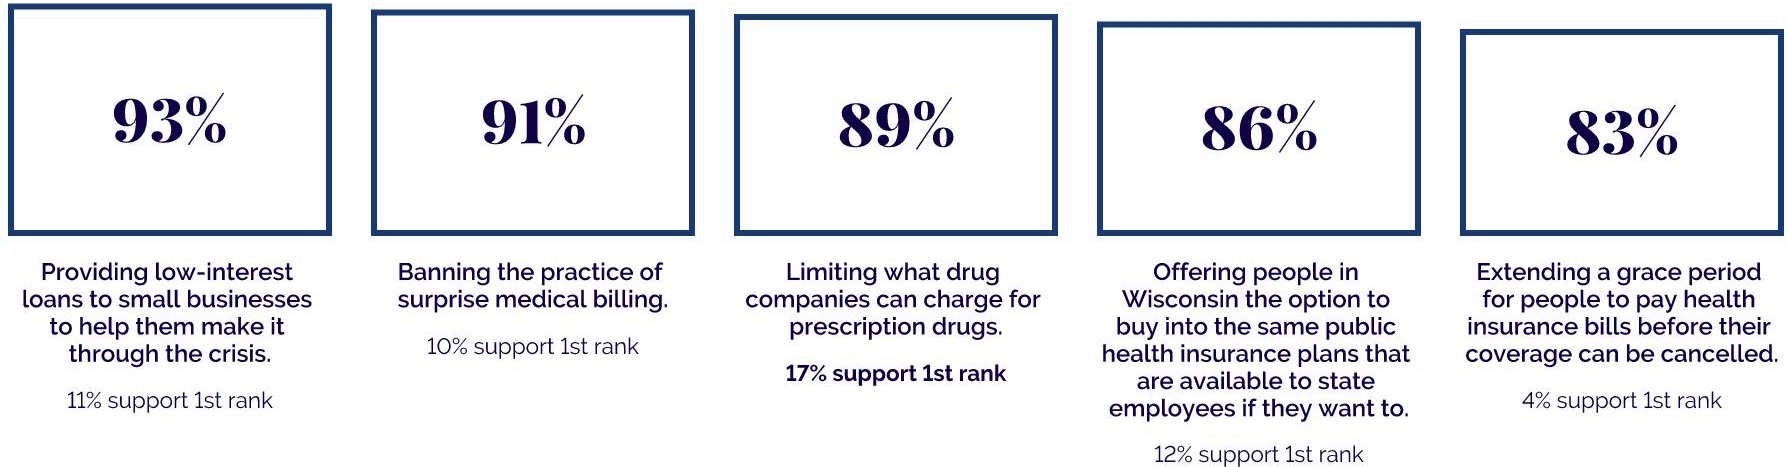 93%
Providing low-interest
loans to small businesses
to help them make it
through the crisis.
11% support 1st rank
91%
Banning the practice of
surprise medical billing.
10% support 1st rank
89%
Limiting what drug
companies can charge for
prescription drugs.
17% support 1st rank
86%
Offering people in
Wisconsin the option to
buy into the same public
health insurance plans that
are available to state
employees if they want to.
12% support 1st rank
83%
Extending a grace period
for people to pay health
insurance bills before their
coverage can be cancelled.
4% support 1st rank